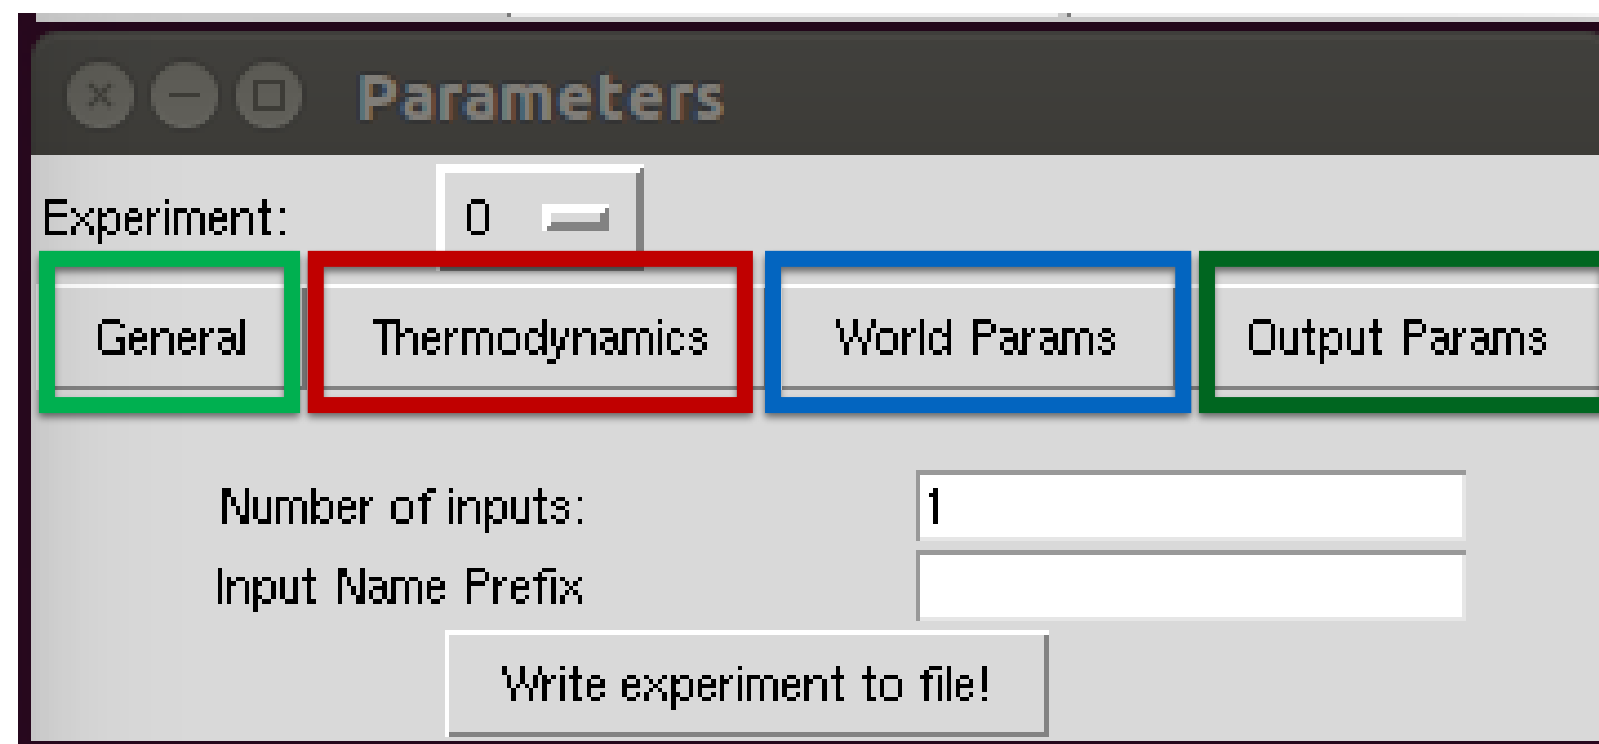 Parameters
Experiment: 0
General Thermodynamics World Params Output Params
Number of inputs: 1
Input Name Prefix
Write experiment to file!